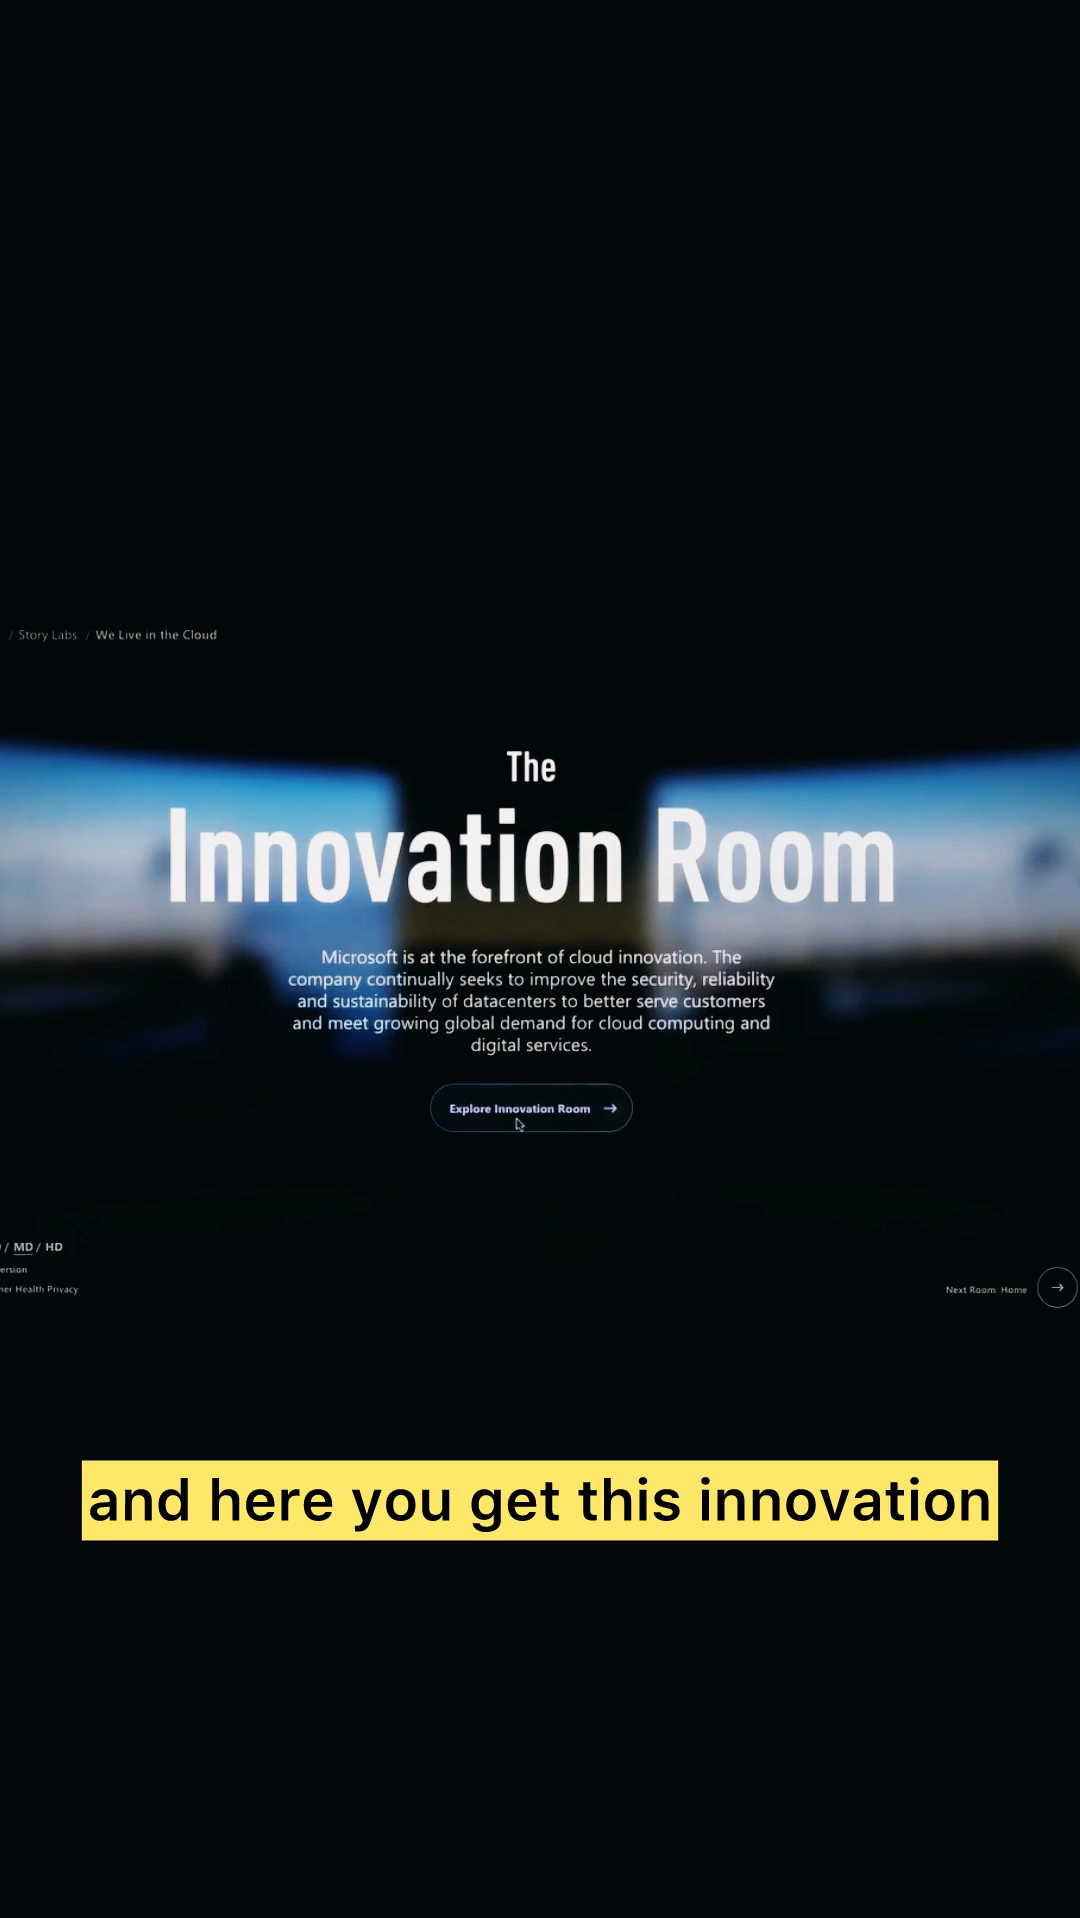 / Story Labs / We Live in the Cloud
The
Innovation Room
Microsoft is at the forefront of cloud innovation. The
company continually seeks to improve the security, reliability
and sustainability of datacenters to better serve customers
and meet growing global demand for cloud computing and
digital services.
Explore Innovation Room →
/ MD / HD
Health Privacy
Next Room. Home →
and here you get this innovation